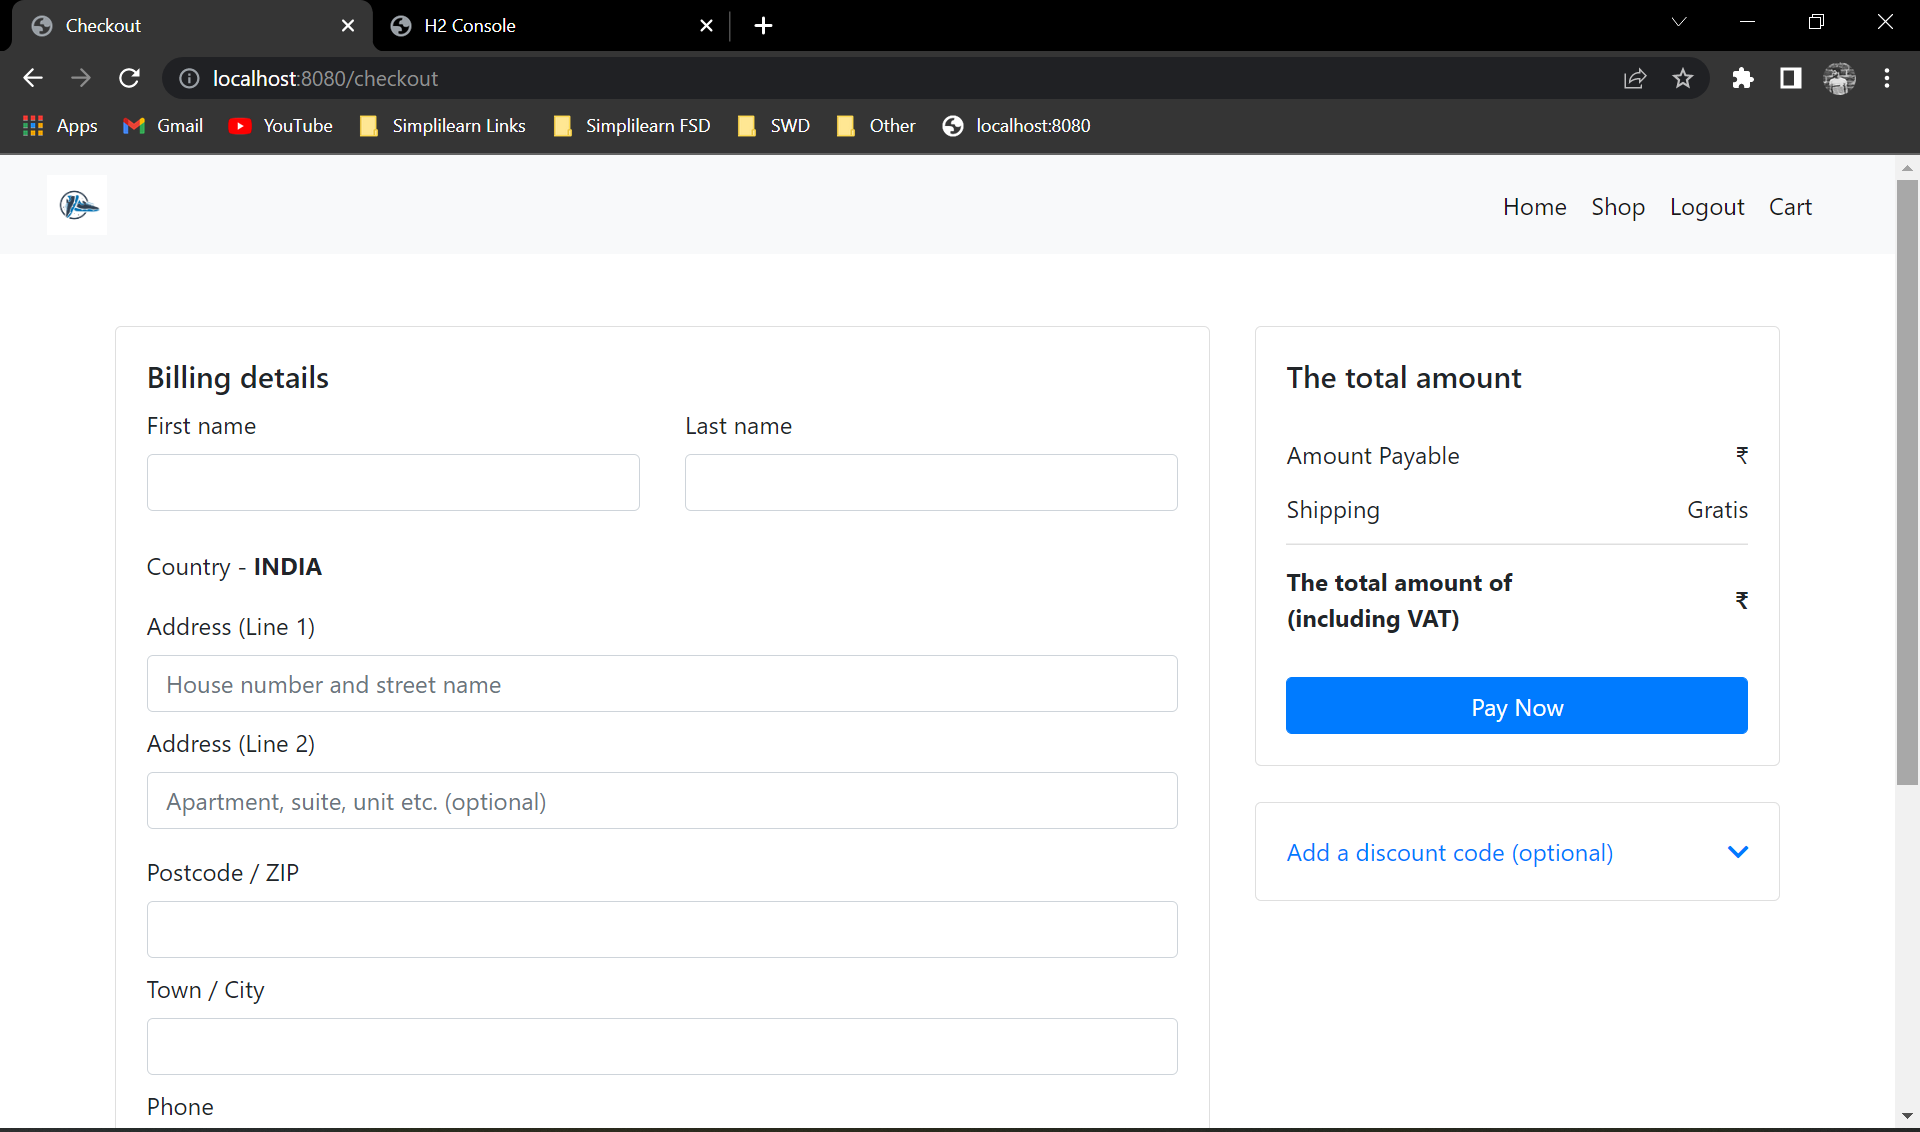 Checkout
H2 Console
localhost:8080/checkout
Apps
Gmail
YouTube
Simplilearn Links
Simplilearn FSD
SWD
Other
localhost:8080
Home
Shop
Logout
Cart
Billing details
First name
Last name
Country - INDIA
Address (Line 1)
House number and street name
Address (Line 2)
Apartment, suite, unit etc. (optional)
Postcode / ZIP
Town / City
Phone
The total amount
Amount Payable ₹
Shipping Gratis
The total amount of
(including VAT) ₹
Pay Now
Add a discount code (optional)